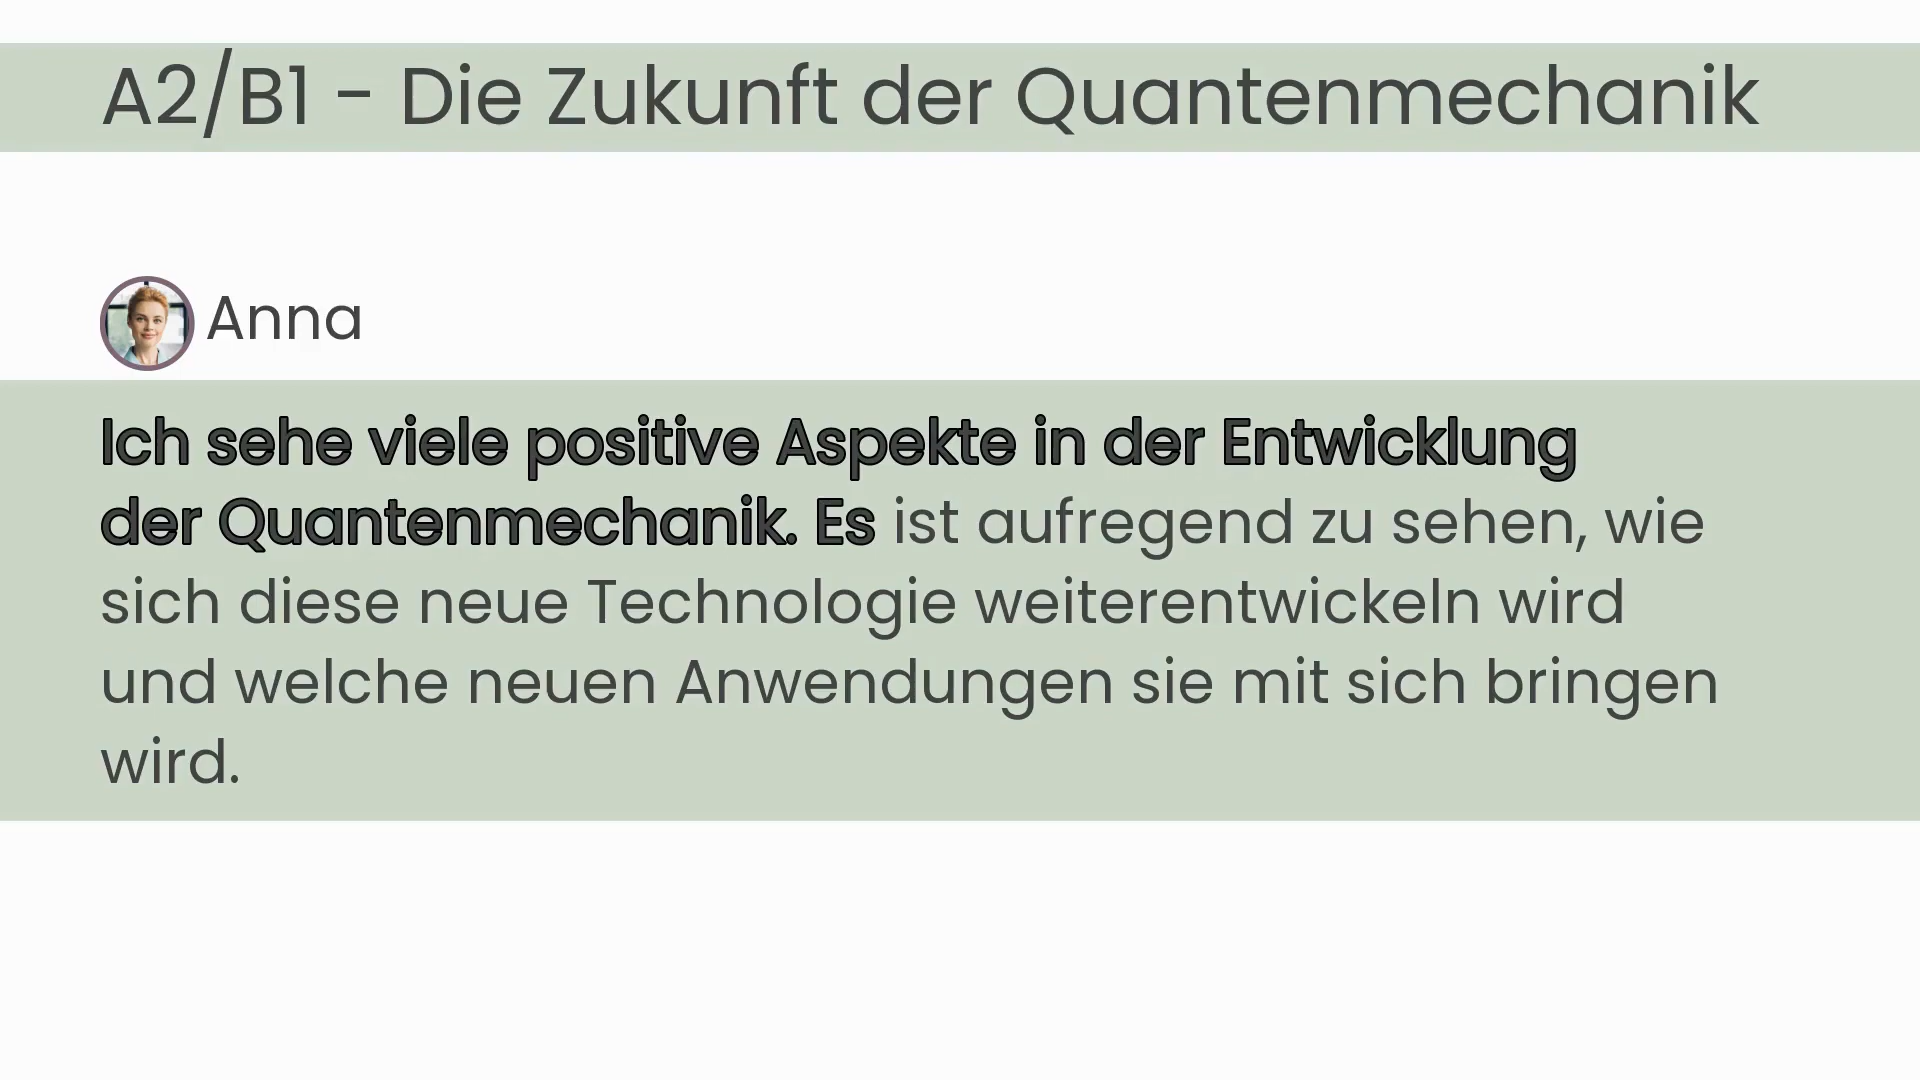 A2/B1 - Die Zukunft der Quantenmechanik
Anna
Ich sehe viele positive Aspekte in der Entwicklung
der Quantenmechanik. Es ist aufregend zu sehen, wie
sich diese neue Technologie weiterentwickeln wird
und welche neuen Anwendungen sie mit sich bringen
wird.